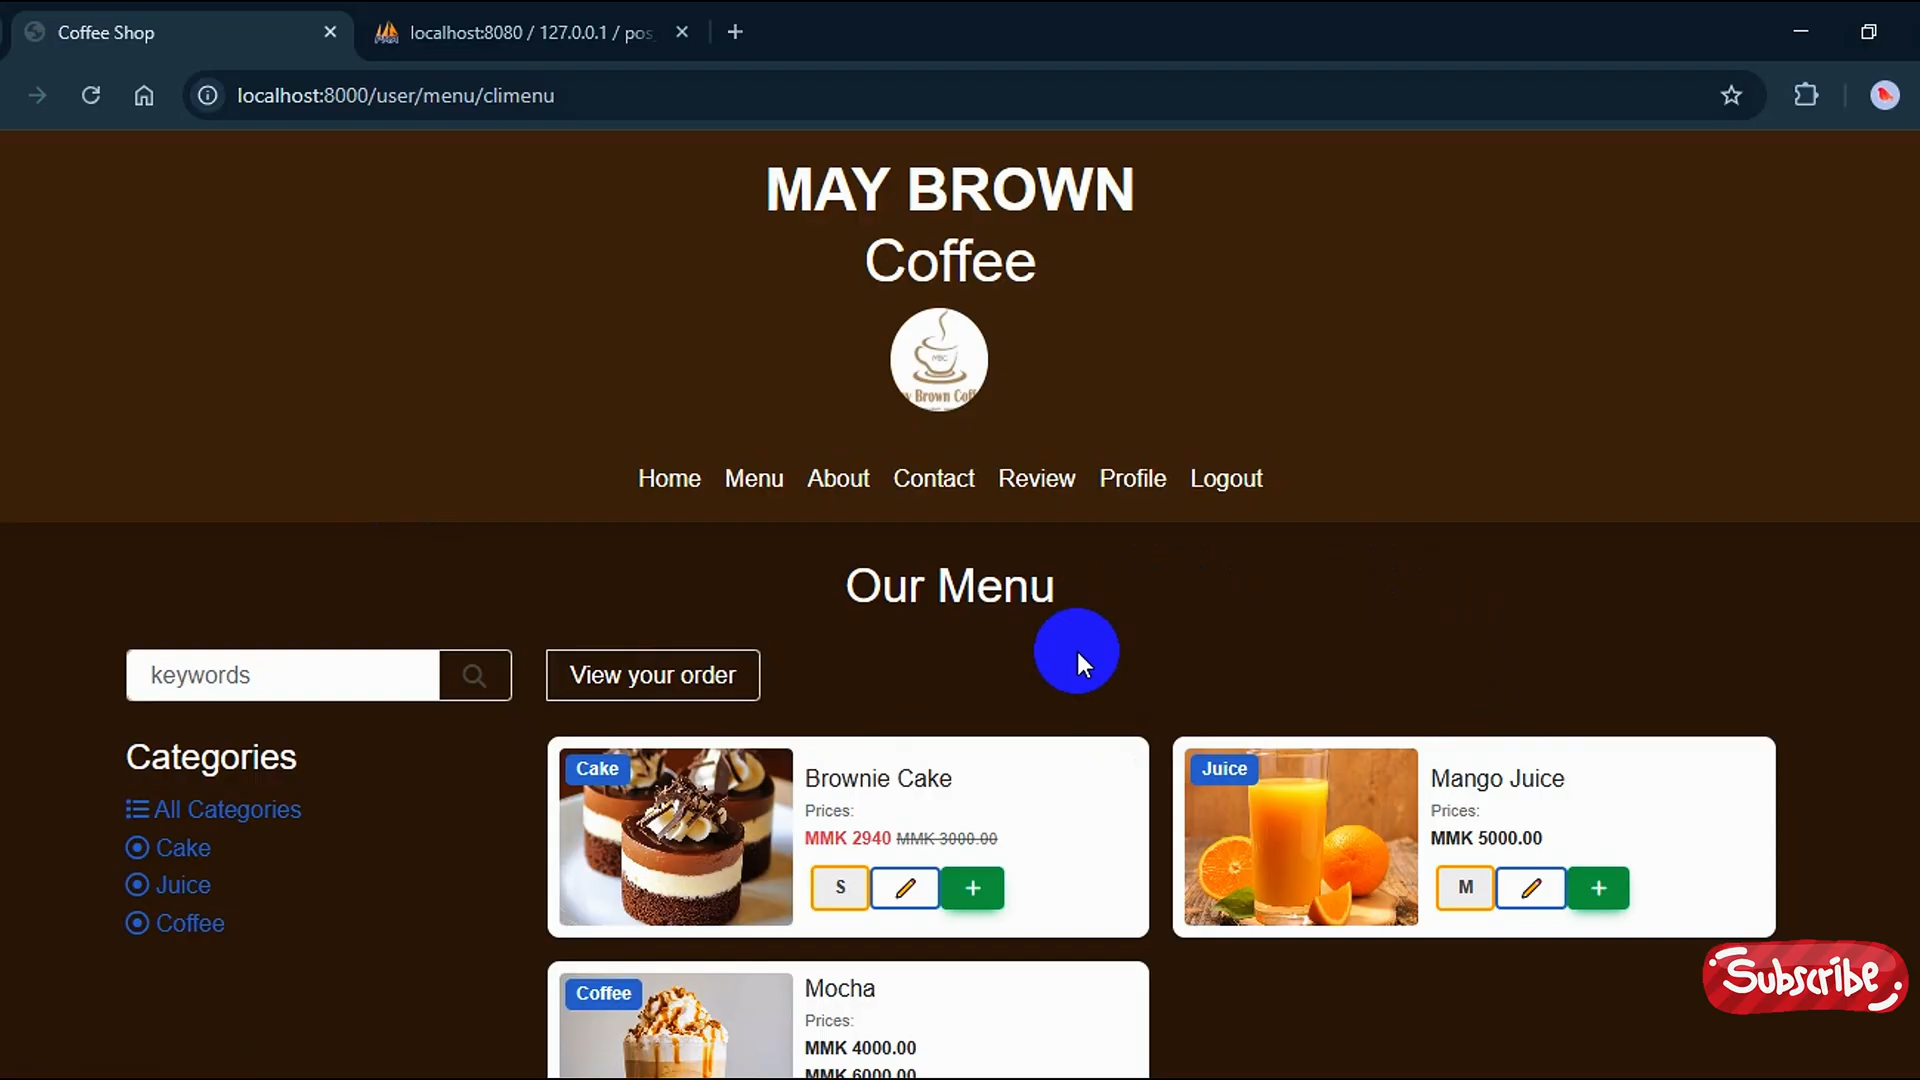 Coffee Shop
localhost:8080 / 127.0.0.1 / pos_
localhost:8000/user/menu/climenu
MAY BROWN
Coffee
MBC
Brown
Home Menu About Contact Review Profile Logout
Our Menu
keywords
View your order
Categories
All Categories
Cake
Juice
Coffee
Cake
Brownie Cake
Prices:
MMK 2940 MMK 3000.00
S
+
Juice
Mango Juice
Prices:
MMK 5000.00
M
+
Coffee
Mocha
Prices:
MMK 4000.00
MMK 6000.00
Subscribe